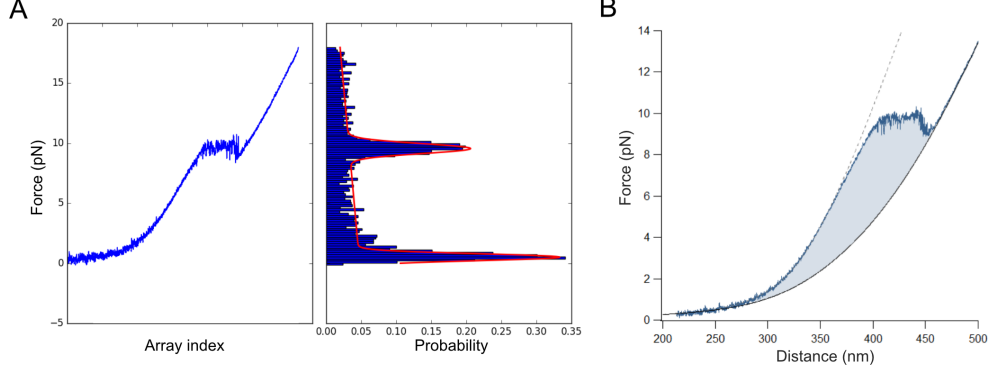 A
20
15
10
5
0
−5
Force (pN)
Array index
0.00 0.05 0.10 0.15 0.20 0.25 0.30 0.35
Probability
B
14
12
10
8
6
4
2
0
Force (pN)
200 250 300 350 400 450 500
Distance (nm)